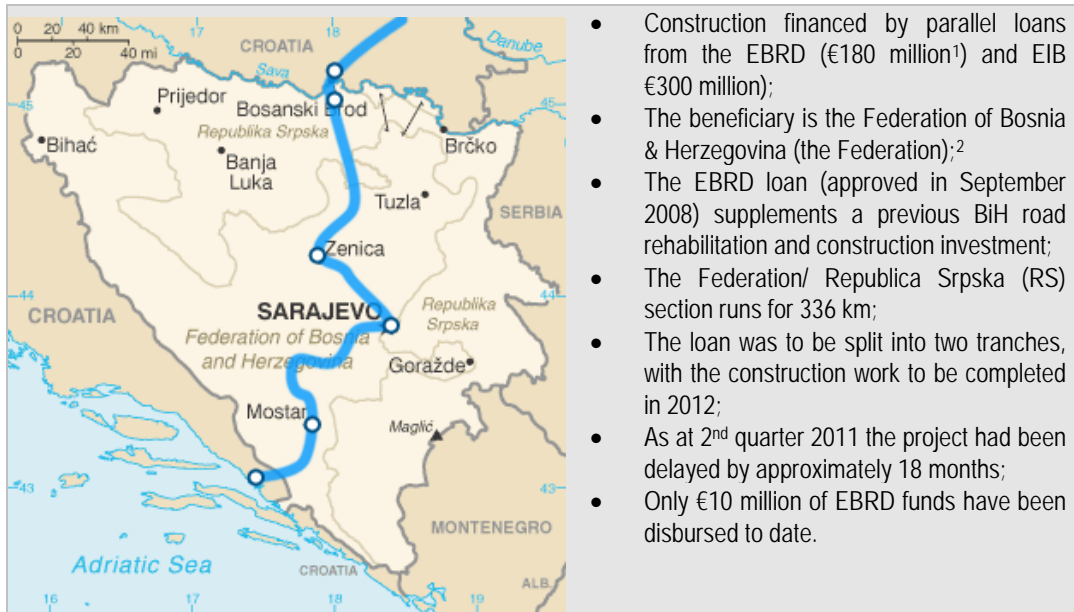 0 20 40 km
0 20 40 mi
17
18
CROATIA
Danube
Sava
Prijedor
Bosanski Brod
45
45
Bihać
Republika Srpska
Brčko
Banja
Luka
Tuzla
SERBIA
Zenica
44
44
SARAJEVO
Republika
Srpska
CROATIA
Federation of Bosnia
and Herzegovina
Goražde
Mostar
Maglić
43
43
MONTENEGRO
Adriatic Sea
CROATIA
ALB.
16
17
18
19
• Construction financed by parallel loans
from the EBRD (€180 million¹) and EIB
€300 million);
• The beneficiary is the Federation of Bosnia
& Herzegovina (the Federation);²
• The EBRD loan (approved in September
2008) supplements a previous BiH road
rehabilitation and construction investment;
• The Federation/ Republica Srpska (RS)
section runs for 336 km;
• The loan was to be split into two tranches,
with the construction work to be completed
in 2012;
• As at 2nd quarter 2011 the project had been
delayed by approximately 18 months;
• Only €10 million of EBRD funds have been
disbursed to date.